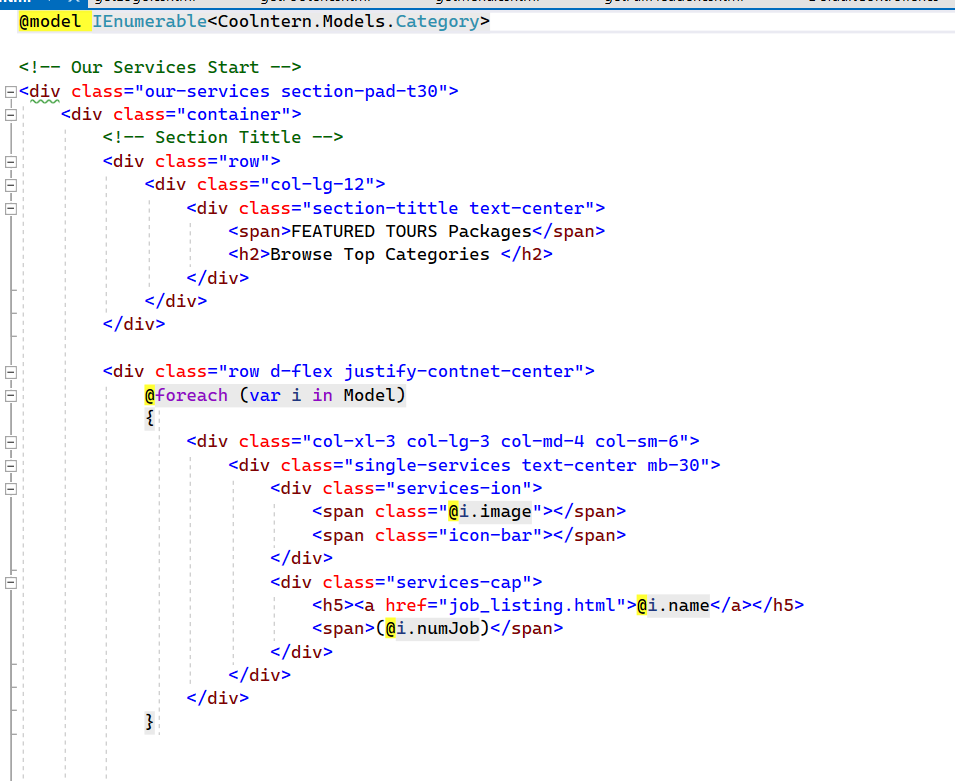 @model IEnumerable<Coolntern.Models.Category>
<!-- Our Services Start -->
<div class="our-services section-pad-t30">
<div class="container">
<!-- Section Tittle -->
<div class="row">
<div class="col-lg-12">
<div class="section-tittle text-center">
<span>FEATURED TOURS Packages</span>
<h2>Browse Top Categories </h2>
</div>
</div>
</div>
<div class="row d-flex justify-contnet-center">
@foreach (var i in Model)
{
<div class="col-xl-3 col-lg-3 col-md-4 col-sm-6">
<div class="single-services text-center mb-30">
<div class="services-ion">
<span class="@i.image"></span>
<span class="icon-bar"></span>
</div>
<div class="services-cap">
<h5><a href="job_listing.html">@i.name</a></h5>
<span>(@i.numJob)</span>
</div>
</div>
</div>
}